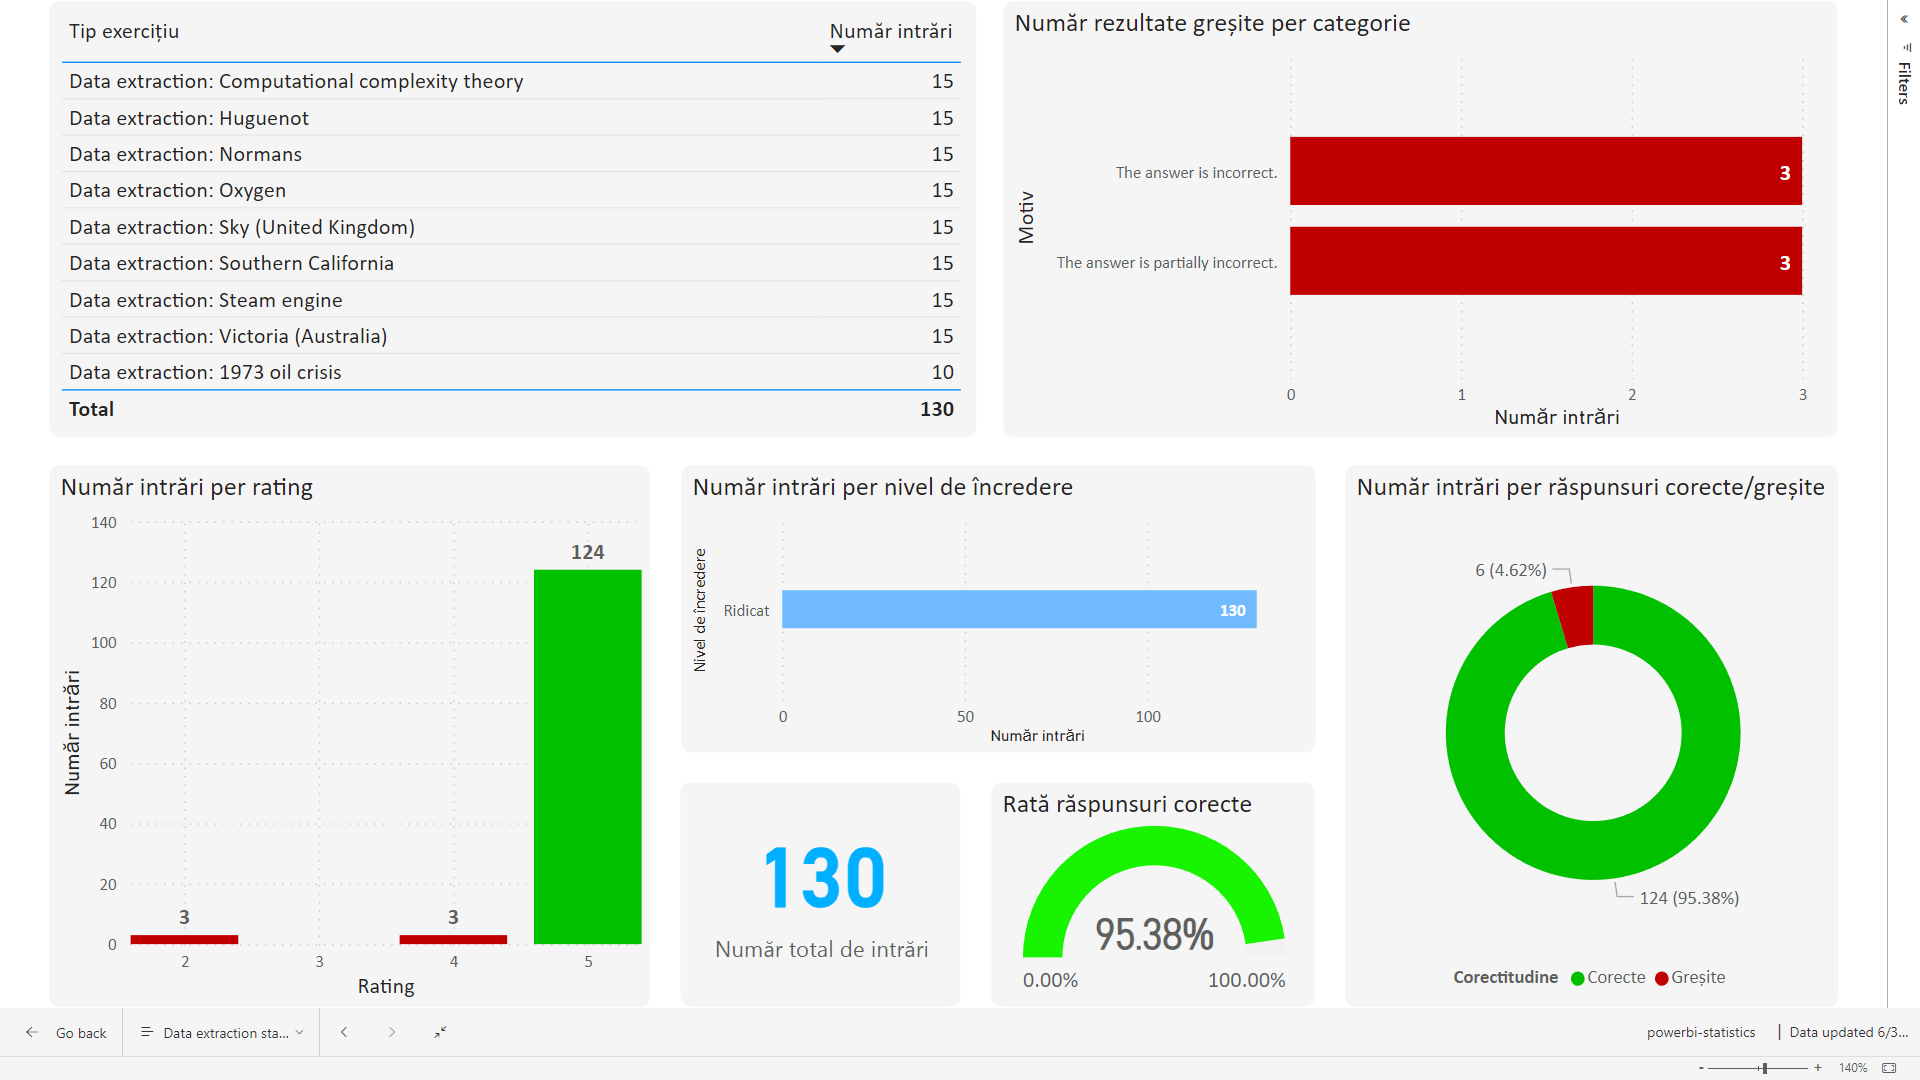 Tip exercițiu Număr intrări
Data extraction: Computational complexity theory 15
Data extraction: Huguenot 15
Data extraction: Normans 15
Data extraction: Oxygen 15
Data extraction: Sky (United Kingdom) 15
Data extraction: Southern California 15
Data extraction: Steam engine 15
Data extraction: Victoria (Australia) 15
Data extraction: 1973 oil crisis 10
Total 130
Număr rezultate greșite per categorie
Motiv
The answer is incorrect. 3
The answer is partially incorrect. 3
0 1 2 3
Număr intrări
Filters
Număr intrări per rating
Număr intrări
140
120
100
80
60
40
20
0
3 3 124
2 3 4 5
Rating
Număr intrări per nivel de încredere
Nivel de încredere
Ridicat 130
0 50 100
Număr intrări
130
Număr total de intrări
Rată răspunsuri corecte
95.38%
0.00% 100.00%
Număr intrări per răspunsuri corecte/greșite
6 (4.62%)
124 (95.38%)
Corectitudine Corecte Greșite
Go back Data extraction sta... powerbi-statistics | Data updated 6/3...
- + 140%